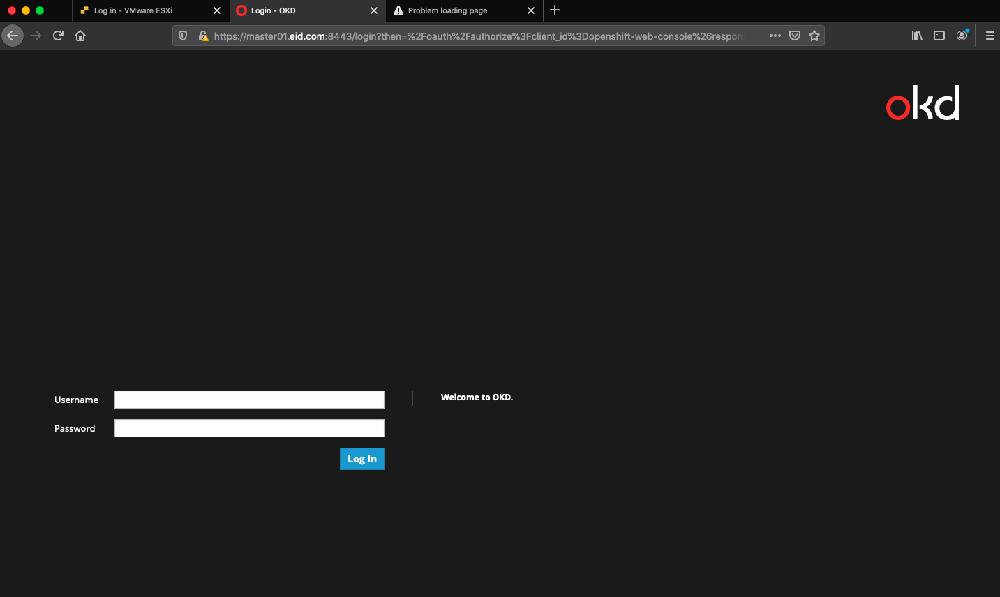 Log in - VMware ESXi
Login - OKD
Problem loading page
https://master01.eid.com:8443/login?then=%2Foauth%2Fauthorize%3Fclient_id%3Dopenshift-web-console%26respon
okd
Username
Welcome to OKD.
Password
Log In